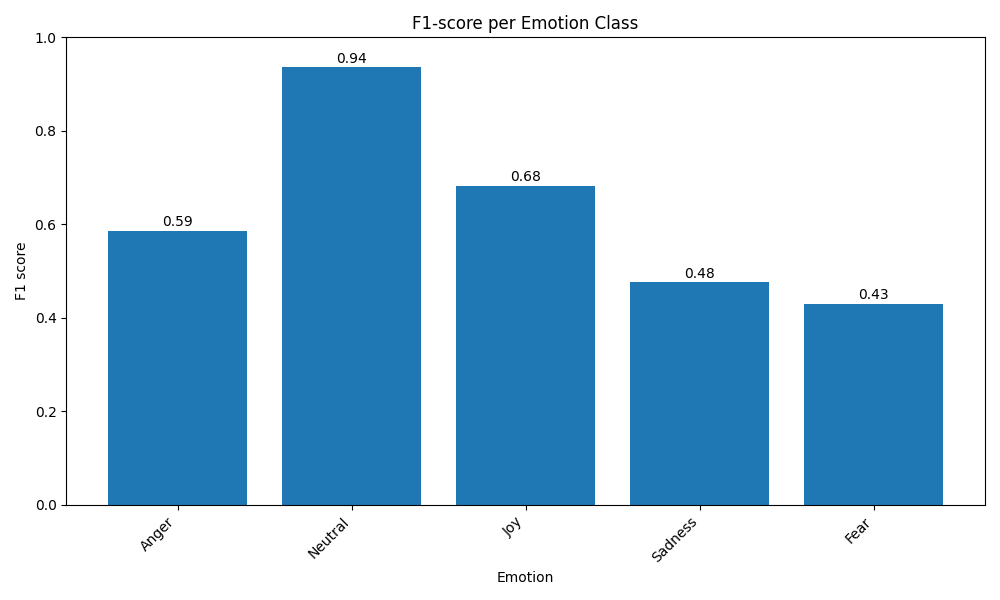 F1-score per Emotion Class
1.0
0.8
0.6
0.4
0.2
0.0
F1 score
0.59
0.94
0.68
0.48
0.43
Anger
Neutral
Joy
Sadness
Fear
Emotion